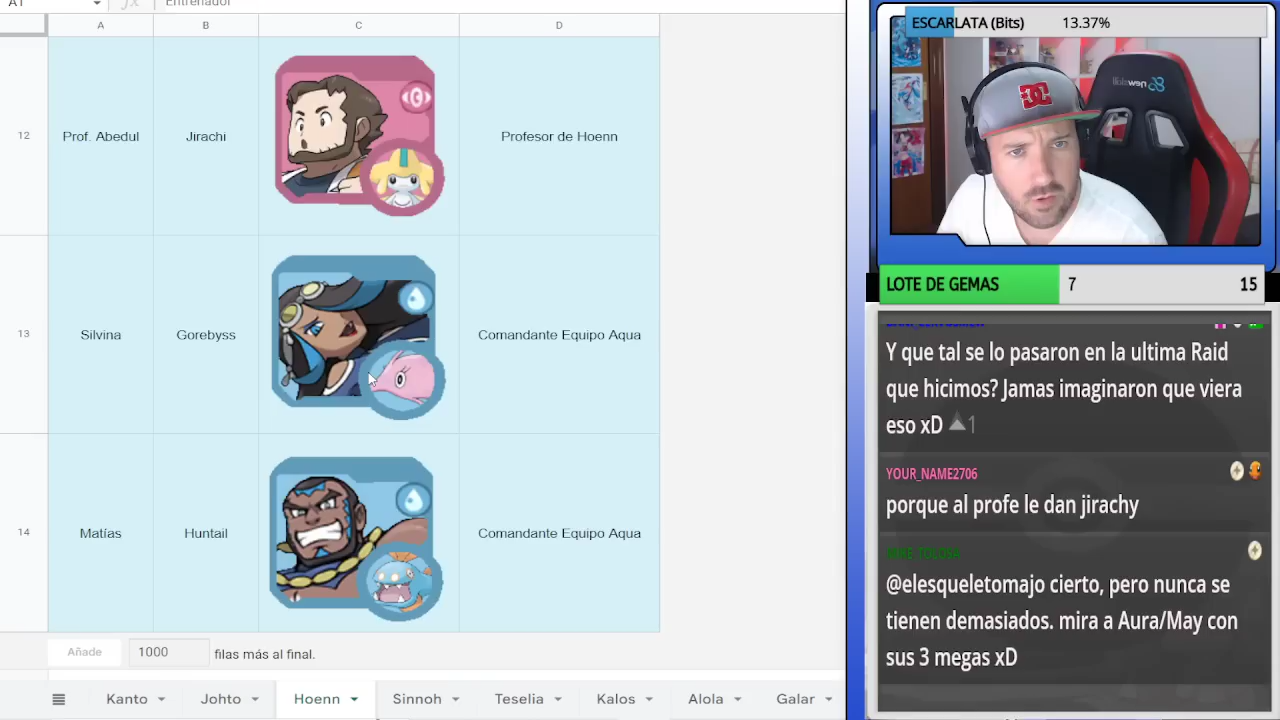 A1
Entrenador
A B C D
12 Prof. Abedul Jirachi Profesor de Hoenn
13 Silvina Gorebyss Comandante Equipo Aqua
14 Matías Huntail Comandante Equipo Aqua
Añade 1000 filas más al final.
Kanto Johto Hoenn Sinnoh Teselia Kalos Alola Galar
ESCARLATA (Bits) 13.37%
DC
newskill
LOTE DE GEMAS 7 15
Y que tal se lo pasaron en la ultima Raid
que hicimos? Jamas imaginaron que viera
eso xD 1
YOUR_NAME2706
porque al profe le dan jirachy
@elesqueletomajo cierto, pero nunca se
tienen demasiados. mira a Aura/May con
sus 3 megas xD